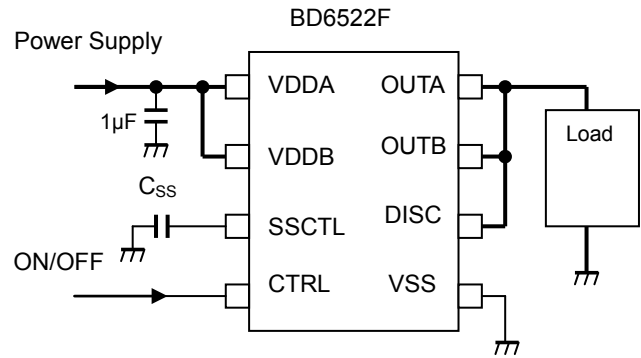 BD6522F
Power Supply
VDDA
OUTA
1µF
Load
VDDB
OUTB
CSS
SSCTL
DISC
ON/OFF
CTRL
VSS